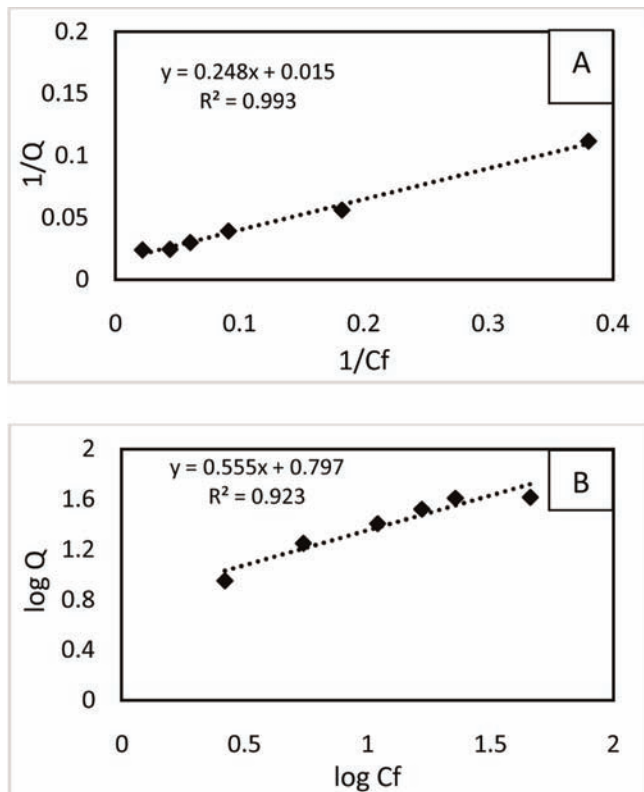 0.2
A
y = 0.248x + 0.015
R² = 0.993
0.15
0.1
0.05
0
1/Q
0
0.1
0.2
0.3
0.4
1/Cf
2
B
y = 0.555x + 0.797
R² = 0.923
1.6
1.2
0.8
0.4
0
log Q
0
0.5
1
1.5
2
log Cf